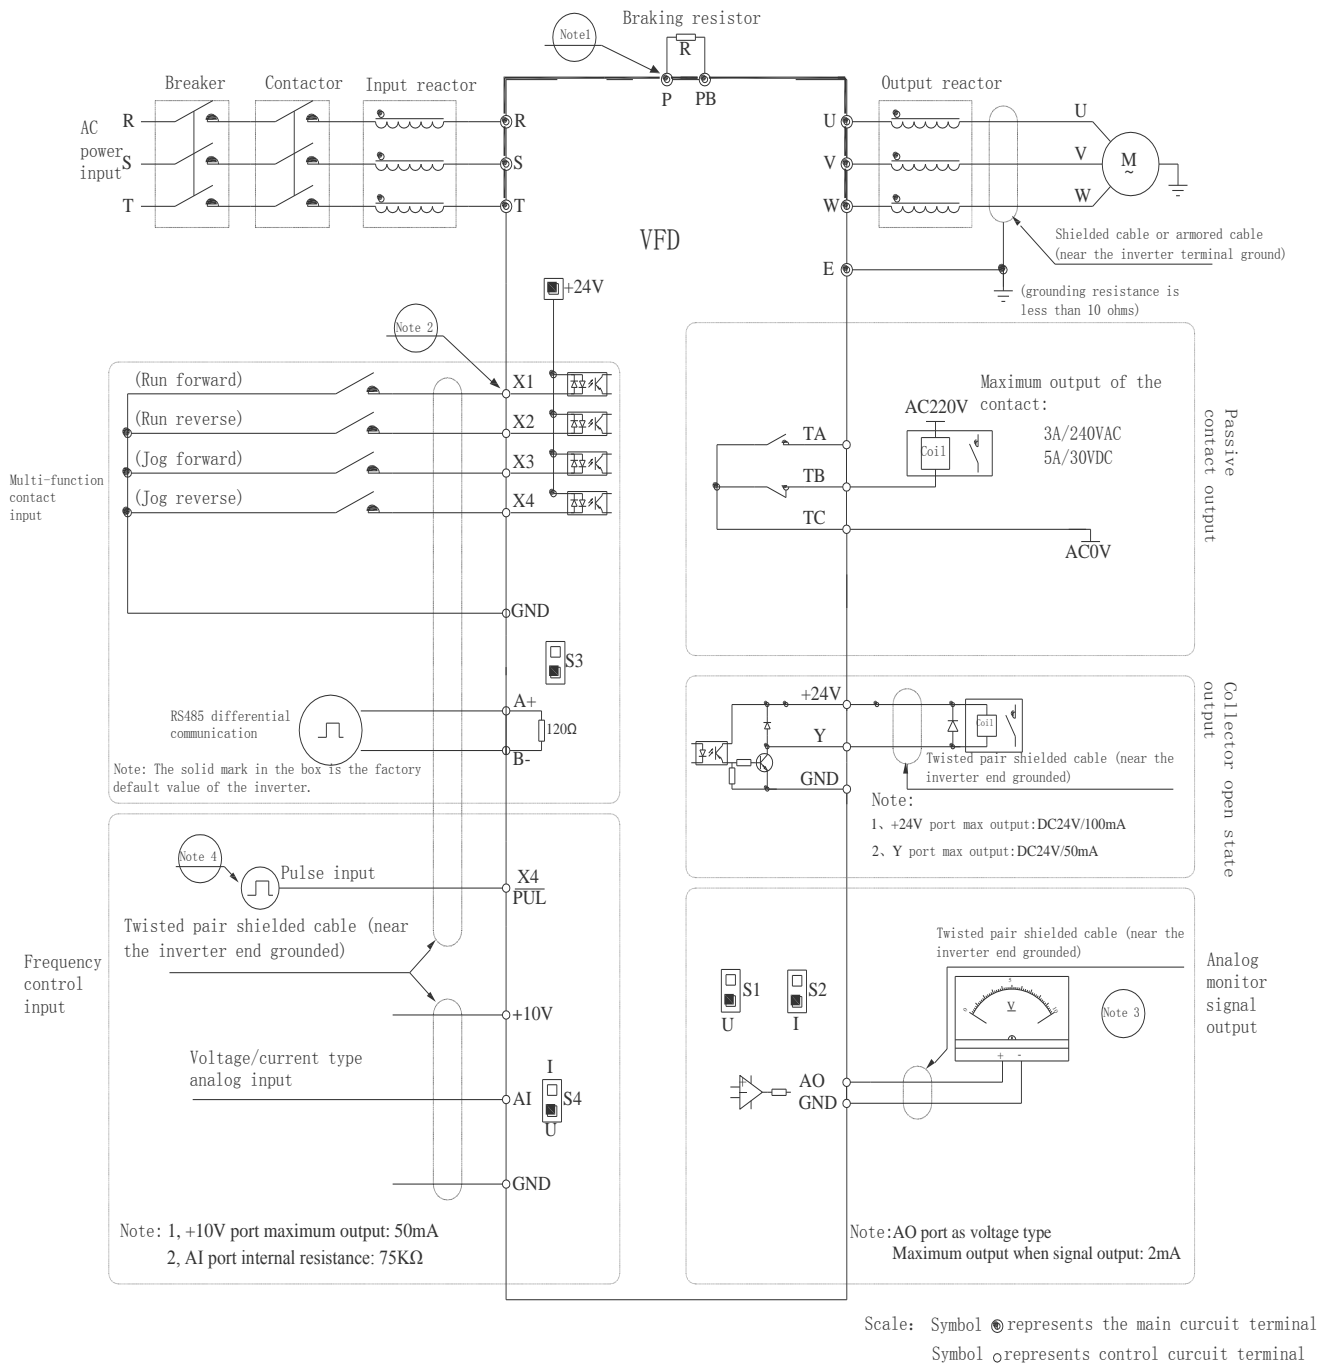 Braking resistor
Note1
R
P PB
Breaker Contactor Input reactor
Output reactor
AC
power
input
R
S
T
R
S
T
U
V
W
U
V
W
M
~
VFD
Shielded cable or armored cable
(near the inverter terminal ground)
E
(grounding resistance is
less than 10 ohms)
+24V
Note 2
Multi-function
contact
input
(Run forward)
X1
(Run reverse)
X2
(Jog forward)
X3
(Jog reverse)
X4
GND
S3
A+
RS485 differential
communication
120Ω
B-
Note: The solid mark in the box is the factory
default value of the inverter.
Maximum output of the
contact:
AC220V
3A/240VAC
5A/30VDC
Coil
TA
TB
TC
AC0V
Passive
contact output
+24V
Y
GND
Coil
Twisted pair shielded cable (near the
inverter end grounded)
Note:
1、+24V port max output:DC24V/100mA
2、Y port max output:DC24V/50mA
Collector open state
output
Note 4
Pulse input
X4
PUL
Twisted pair shielded cable (near
the inverter end grounded)
Frequency
control
input
+10V
Voltage/current type
analog input
I
AI
S4
U
GND
Note: 1, +10V port maximum output: 50mA
2, AI port internal resistance: 75KΩ
Twisted pair shielded cable (near the
inverter end grounded)
Analog
monitor
signal
output
S1
U
S2
I
0
5
10
V
+ -
Note 3
AO
GND
Note:AO port as voltage type
Maximum output when signal output: 2mA
Scale: Symbol represents the main curcuit terminal
Symbol represents control curcuit terminal